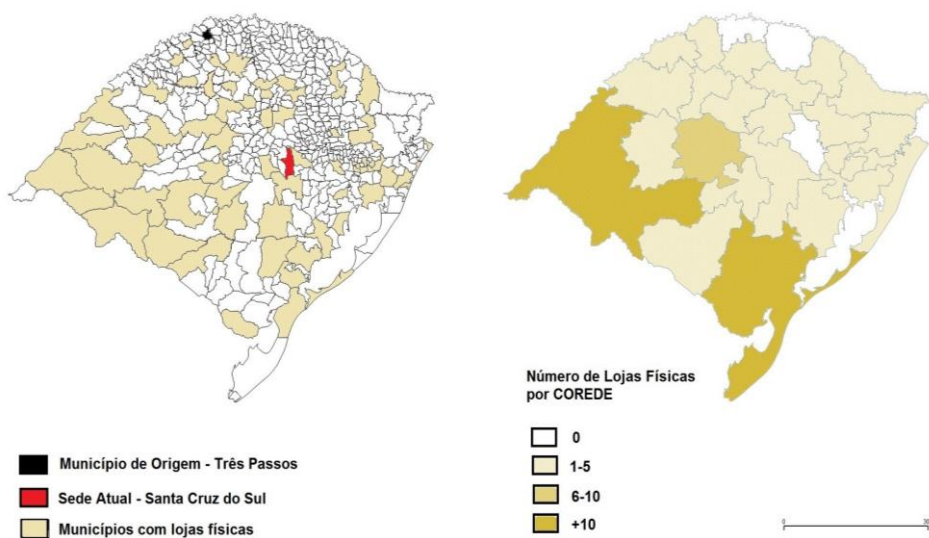 Município de Origem - Três Passos
Sede Atual - Santa Cruz do Sul
Municípios com lojas físicas
Número de Lojas Físicas
por COREDE
0
1-5
6-10
+10
0